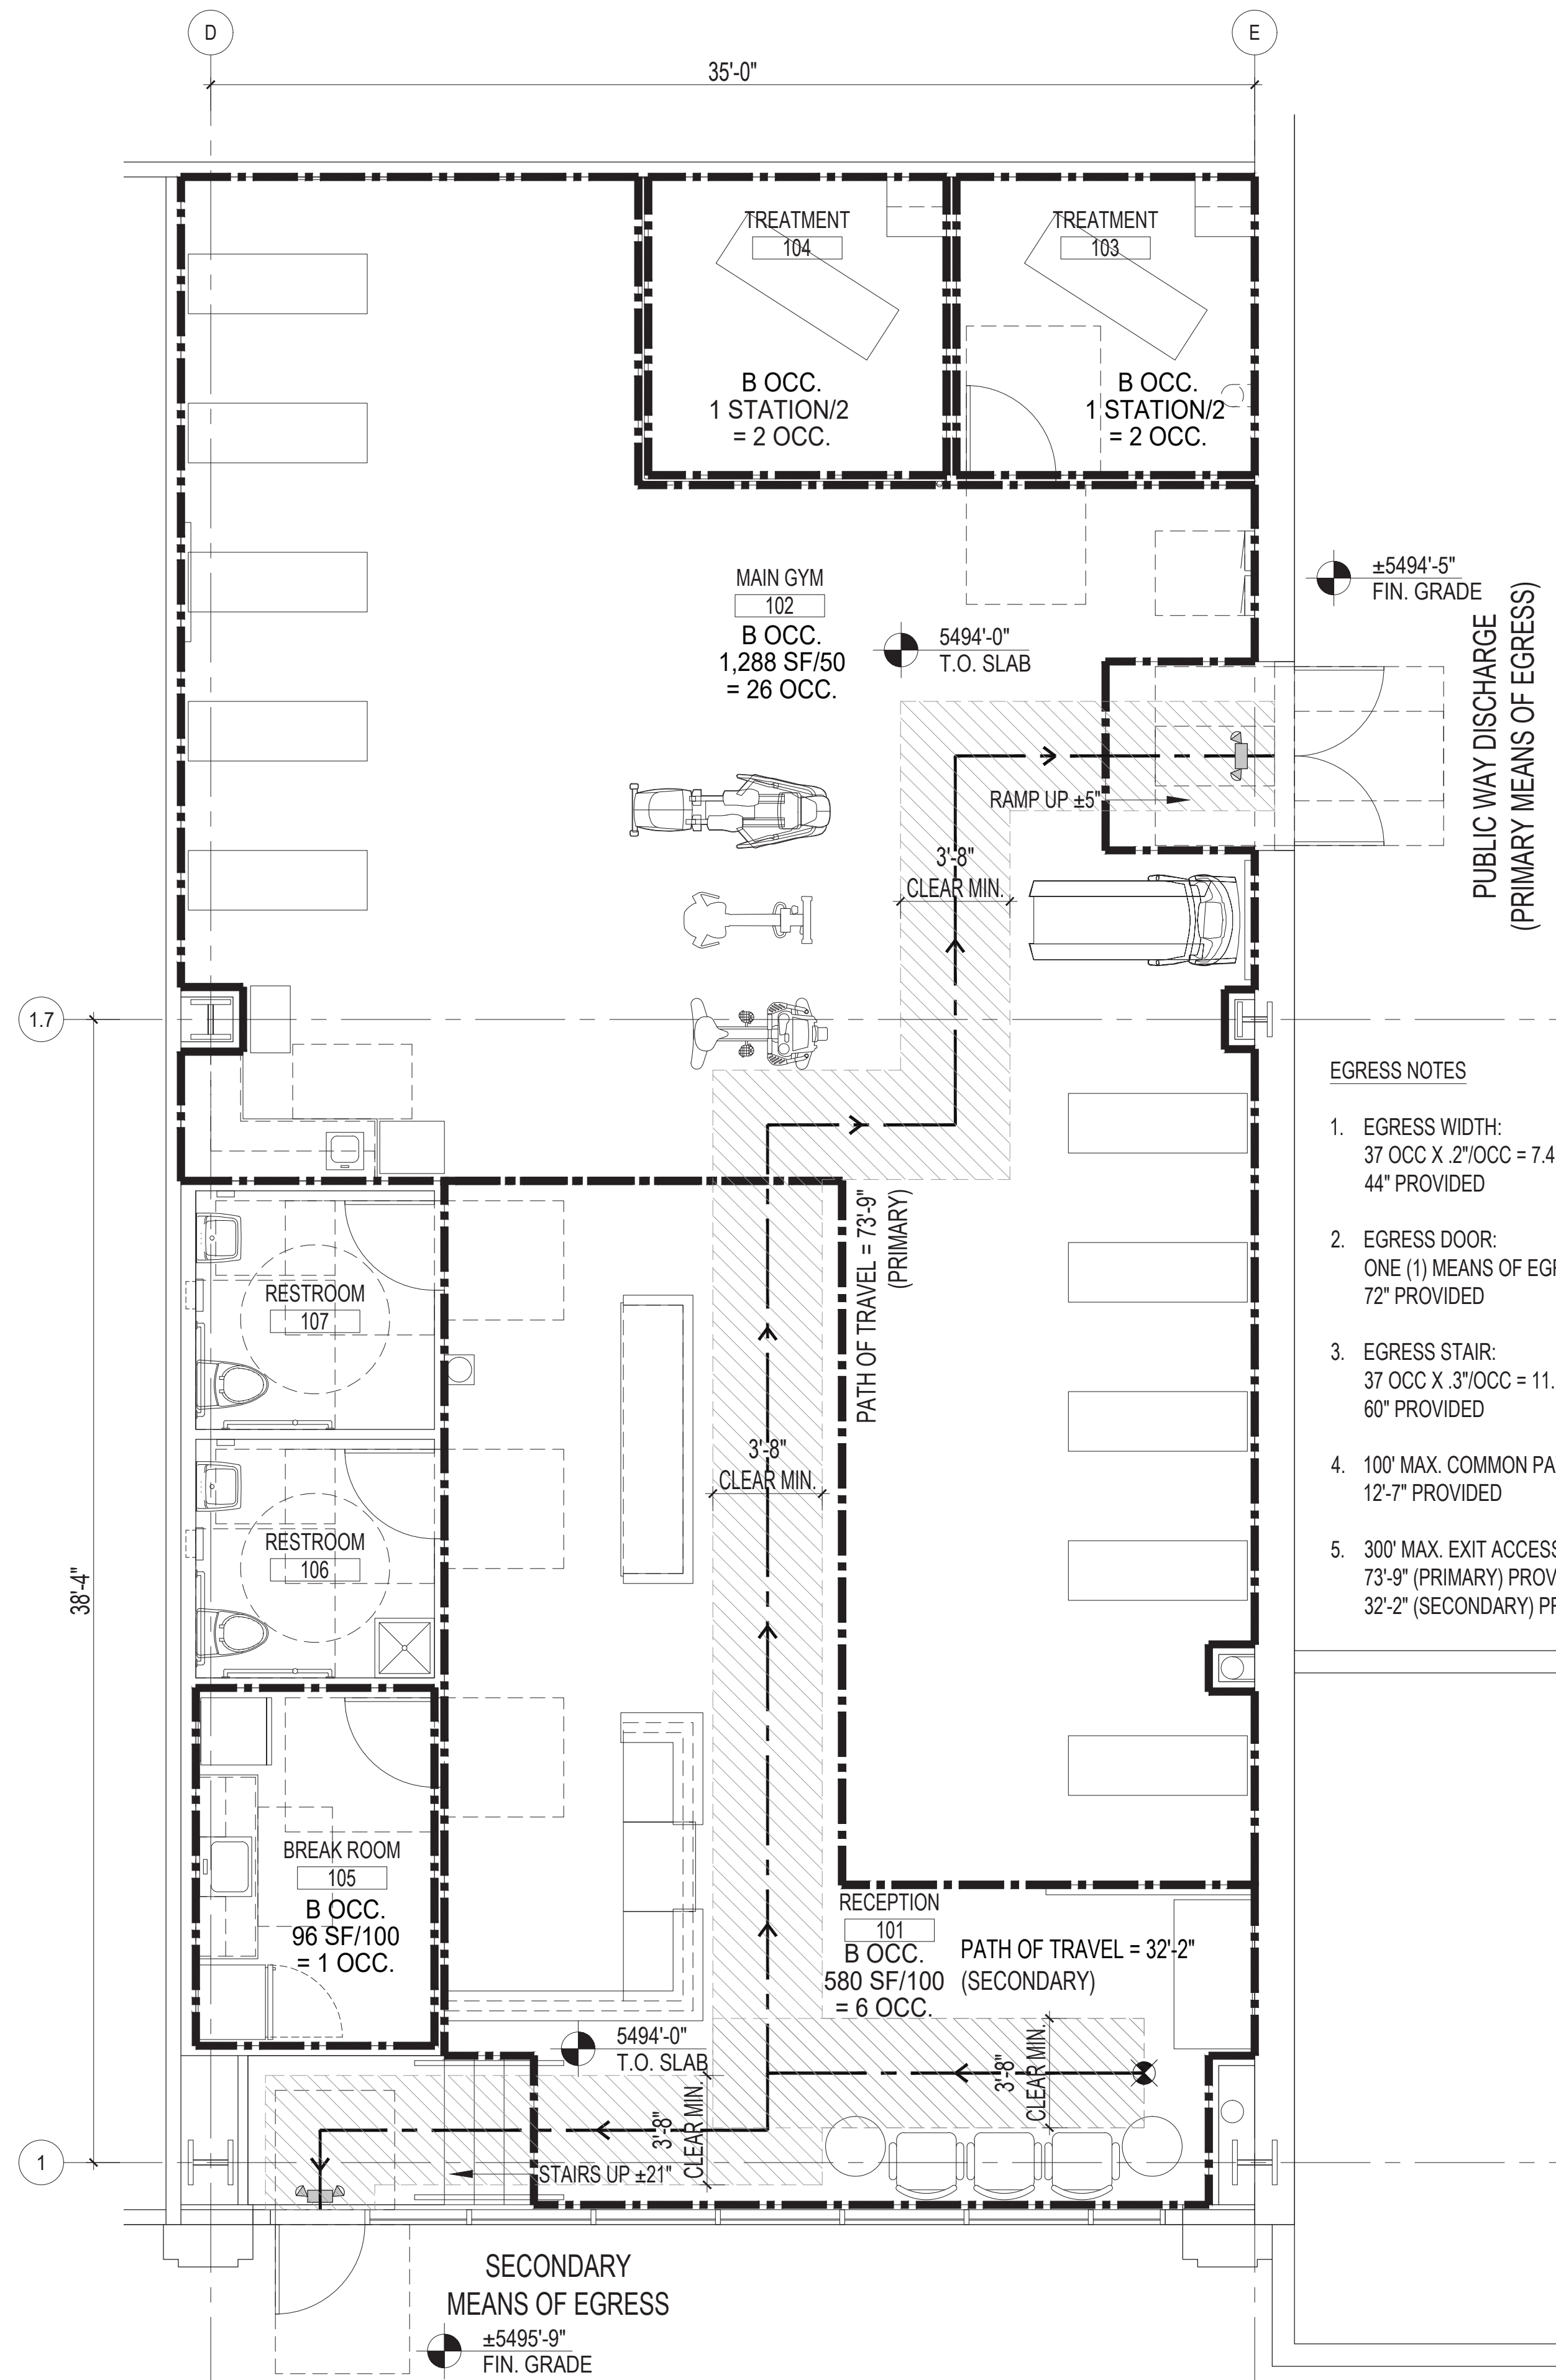 D
E
35'-0"
TREATMENT
104
B OCC.
1 STATION/2
= 2 OCC.
TREATMENT
103
B OCC.
1 STATION/2
= 2 OCC.
MAIN GYM
102
B OCC.
1,288 SF/50
= 26 OCC.
5494'-0"
T.O. SLAB
±5494'-5"
FIN. GRADE
PUBLIC WAY DISCHARGE
(PRIMARY MEANS OF EGRESS)
RAMP UP ±5"
3'-8"
CLEAR MIN.
1.7
EGRESS NOTES
1. EGRESS WIDTH:
37 OCC X .2"/OCC = 7.4
44" PROVIDED
2. EGRESS DOOR:
ONE (1) MEANS OF EGR
72" PROVIDED
3. EGRESS STAIR:
37 OCC X .3"/OCC = 11.
60" PROVIDED
4. 100' MAX. COMMON PA
12'-7" PROVIDED
5. 300' MAX. EXIT ACCESS
73'-9" (PRIMARY) PROV
32'-2" (SECONDARY) PR
PATH OF TRAVEL = 73'-9"
(PRIMARY)
RESTROOM
107
3'-8"
CLEAR MIN.
RESTROOM
106
38'-4"
BREAK ROOM
105
B OCC.
96 SF/100
= 1 OCC.
RECEPTION
101
B OCC.
580 SF/100
= 6 OCC.
PATH OF TRAVEL = 32'-2"
(SECONDARY)
5494'-0"
T.O. SLAB
3'-8"
CLEAR MIN.
3'-8"
CLEAR MIN.
1
STAIRS UP ±21"
SECONDARY
MEANS OF EGRESS
±5495'-9"
FIN. GRADE